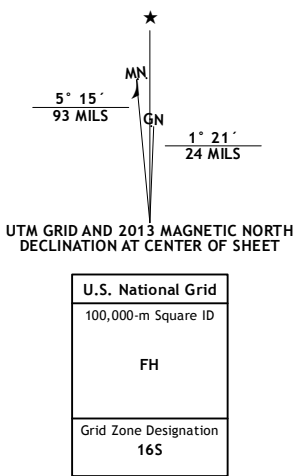 ★
MN
GN
5° 15´
93 MILS
1° 21´
24 MILS
UTM GRID AND 2013 MAGNETIC NORTH
DECLINATION AT CENTER OF SHEET
U.S. National Grid
100,000-m Square ID
FH
Grid Zone Designation
16S